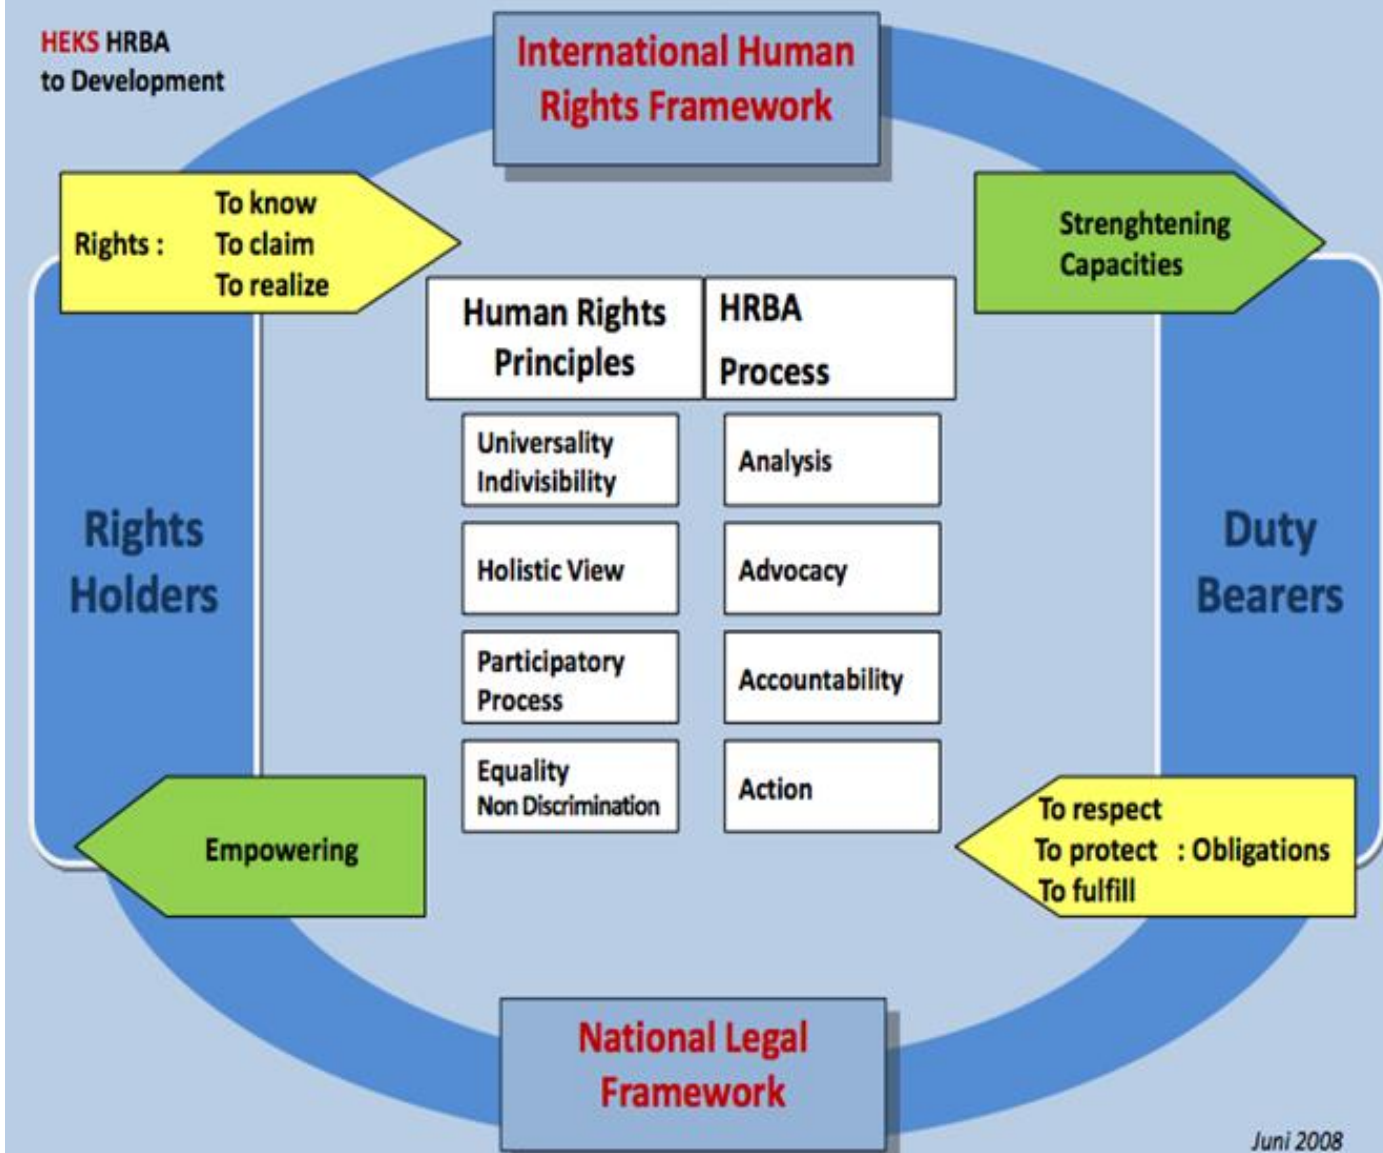 HEKS HRBA
to Development
International Human
Rights Framework
To know
Rights : To claim
To realize
Strenghtening
Capacities
Human Rights
Principles
HRBA
Process
Universality
Indivisibility
Analysis
Holistic View
Advocacy
Participatory
Process
Accountability
Equality
Non Discrimination
Action
Rights
Holders
Duty
Bearers
Empowering
To respect
To protect : Obligations
To fulfill
National Legal
Framework
Juni 2008